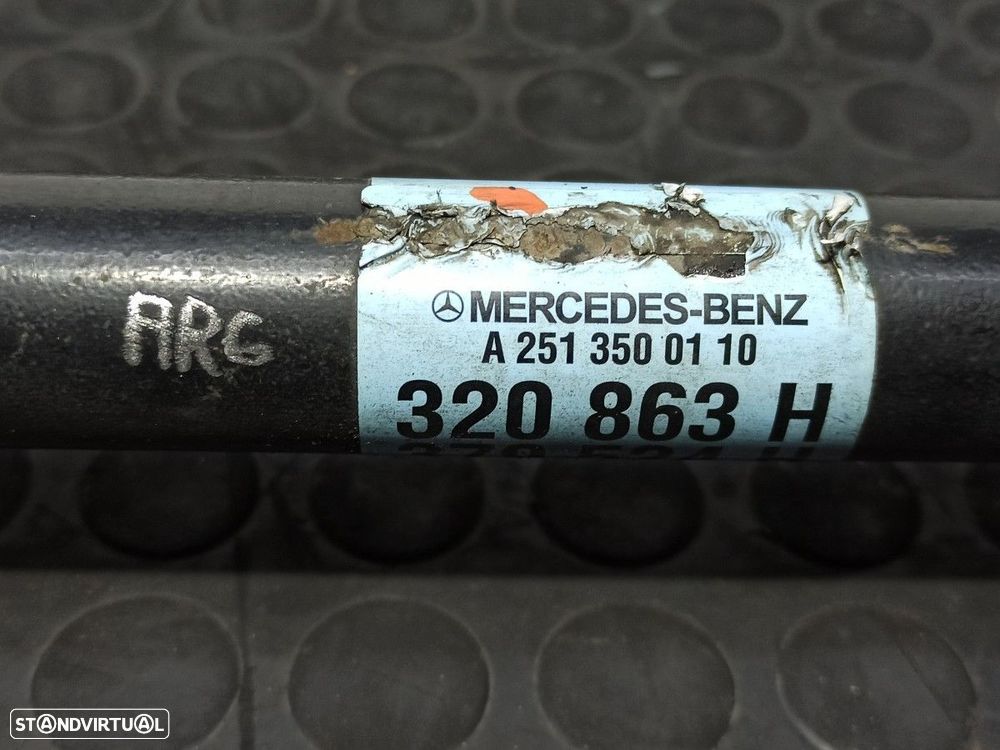 ARG
MERCEDES-BENZ
A 251 350 01 10
320 863 H
STANDVIRTUAL